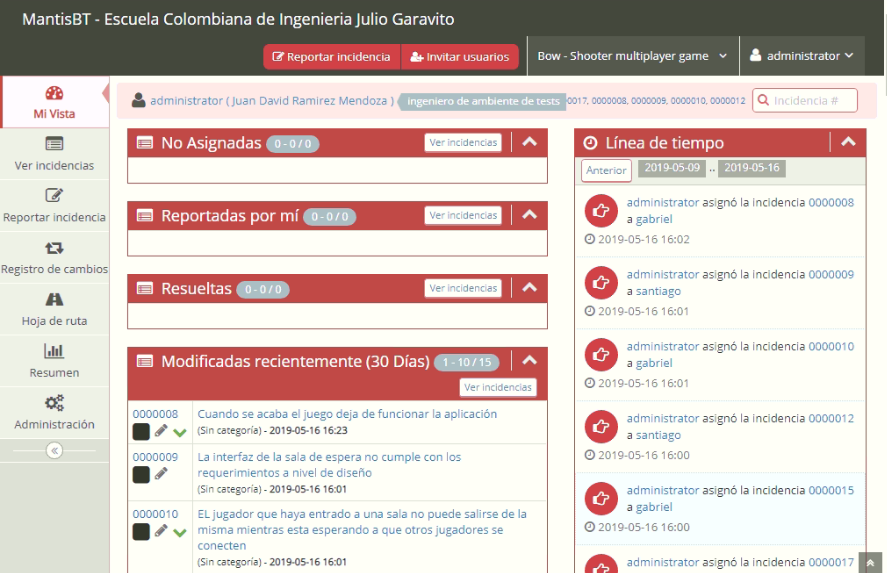 MantisBT - Escuela Colombiana de Ingenieria Julio Garavito
Reportar incidencia
Invitar usuarios
Bow - Shooter multiplayer game
administrator
Mi Vista
Ver incidencias
Reportar incidencia
Registro de cambios
Hoja de ruta
Resumen
Administración
administrator ( Juan David Ramirez Mendoza ) ingeniero de ambiente de tests 0017, 0000008, 0000009, 0000010, 0000012
Incidencia #
No Asignadas 0 - 0 / 0 Ver incidencias
Reportadas por mí 0 - 0 / 0 Ver incidencias
Resueltas 0 - 0 / 0 Ver incidencias
Modificadas recientemente (30 Días) 1 - 10 / 15
Ver incidencias
0000008 Cuando se acaba el juego deja de funcionar la aplicación
(Sin categoría) - 2019-05-16 16:23
0000009 La interfaz de la sala de espera no cumple con los
requerimientos a nivel de diseño
(Sin categoría) - 2019-05-16 16:01
0000010 EL jugador que haya entrado a una sala no puede salirse de la
misma mientras esta esperando a que otros jugadores se
conecten
(Sin categoría) - 2019-05-16 16:01
Línea de tiempo
Anterior 2019-05-09 .. 2019-05-16
administrator asignó la incidencia 0000008
a gabriel
2019-05-16 16:02
administrator asignó la incidencia 0000009
a santiago
2019-05-16 16:01
administrator asignó la incidencia 0000010
a gabriel
2019-05-16 16:01
administrator asignó la incidencia 0000012
a santiago
2019-05-16 16:00
administrator asignó la incidencia 0000015
a gabriel
2019-05-16 16:00
administrator asignó la incidencia 0000017